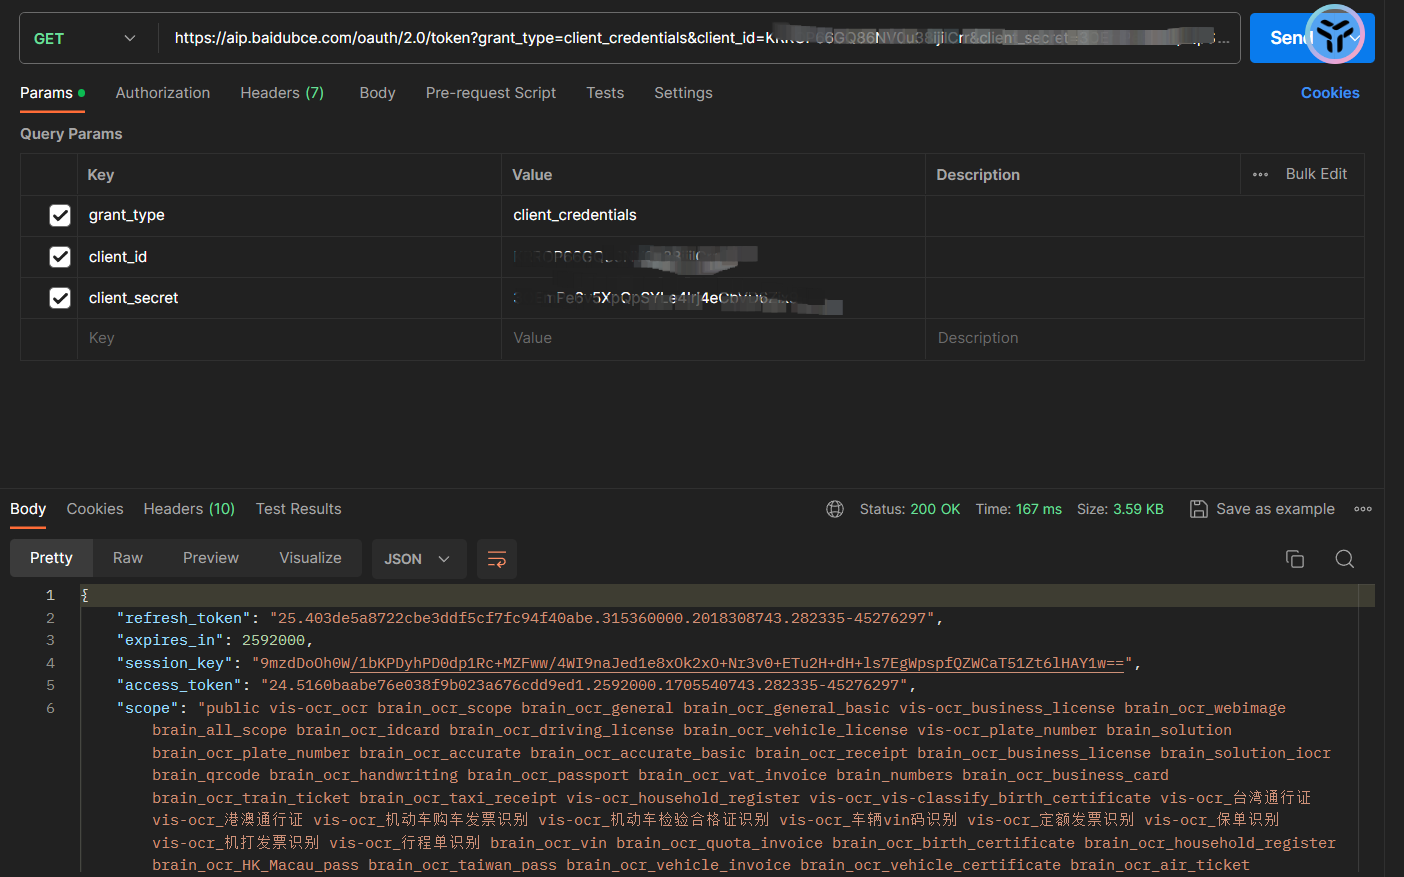 GET
https://aip.baidubce.com/oauth/2.0/token?grant_type=client_credentials&client_id=
Send
Params Authorization Headers (7) Body Pre-request Script Tests Settings Cookies
Query Params
Key Value Description Bulk Edit
grant_type client_credentials
client_id
client_secret
Key Value Description
Body Cookies Headers (10) Test Results Status: 200 OK Time: 167 ms Size: 3.59 KB Save as example
Pretty Raw Preview Visualize JSON
1 {
2 "refresh_token": "25.403de5a8722cbe3ddf5cf7fc94f40abe.315360000.2018308743.282335-45276297",
3 "expires_in": 2592000,
4 "session_key": "9mzdDoOh0W/1bKPDyhPD0dp1Rc+MZFww/4WI9naJed1e8xOk2xO+Nr3v0+ETu2H+dH+ls7EgWpspfQZWCaT51Zt6lHAY1w==",
5 "access_token": "24.5160baabe76e038f9b023a676cdd9ed1.2592000.1705540743.282335-45276297",
6 "scope": "public vis-ocr_ocr brain_ocr_scope brain_ocr_general brain_ocr_general_basic vis-ocr_business_license brain_ocr_webimage
brain_all_scope brain_ocr_idcard brain_ocr_driving_license brain_ocr_vehicle_license vis-ocr_plate_number brain_solution
brain_ocr_plate_number brain_ocr_accurate brain_ocr_accurate_basic brain_ocr_receipt brain_ocr_business_license brain_solution_iocr
brain_qrcode brain_ocr_handwriting brain_ocr_passport brain_ocr_vat_invoice brain_numbers brain_ocr_business_card
brain_ocr_train_ticket brain_ocr_taxi_receipt vis-ocr_household_register vis-ocr_vis-classify_birth_certificate vis-ocr_台湾通行证
vis-ocr_港澳通行证 vis-ocr_机动车购车发票识别 vis-ocr_机动车检验合格证识别 vis-ocr_车辆vin码识别 vis-ocr_定额发票识别 vis-ocr_保单识别
vis-ocr_机打发票识别 vis-ocr_行程单识别 brain_ocr_vin brain_ocr_quota_invoice brain_ocr_birth_certificate brain_ocr_household_register
brain_ocr_HK_Macau_pass brain_ocr_taiwan_pass brain_ocr_vehicle_invoice brain_ocr_vehicle_certificate brain_ocr_air_ticket